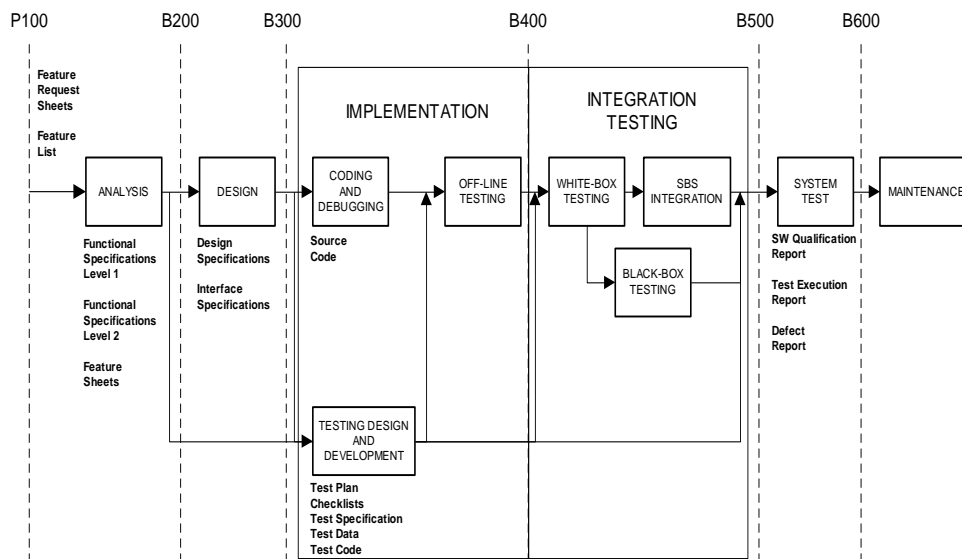 P100
B200
B300
B400
B500
B600
Feature
Request
Sheets
Feature
List
IMPLEMENTATION
INTEGRATION
TESTING
ANALYSIS
DESIGN
CODING
AND
DEBUGGING
OFF-LINE
TESTING
WHITE-BOX
TESTING
SBS
INTEGRATION
SYSTEM
TEST
MAINTENANCE
Functional
Specifications
Level 1
Functional
Specifications
Level 2
Feature
Sheets
Design
Specifications
Interface
Specifications
Source
Code
BLACK-BOX
TESTING
SW Qualification
Report
Test Execution
Report
Defect
Report
TESTING DESIGN
AND
DEVELOPMENT
Test Plan
Checklists
Test Specification
Test Data
Test Code